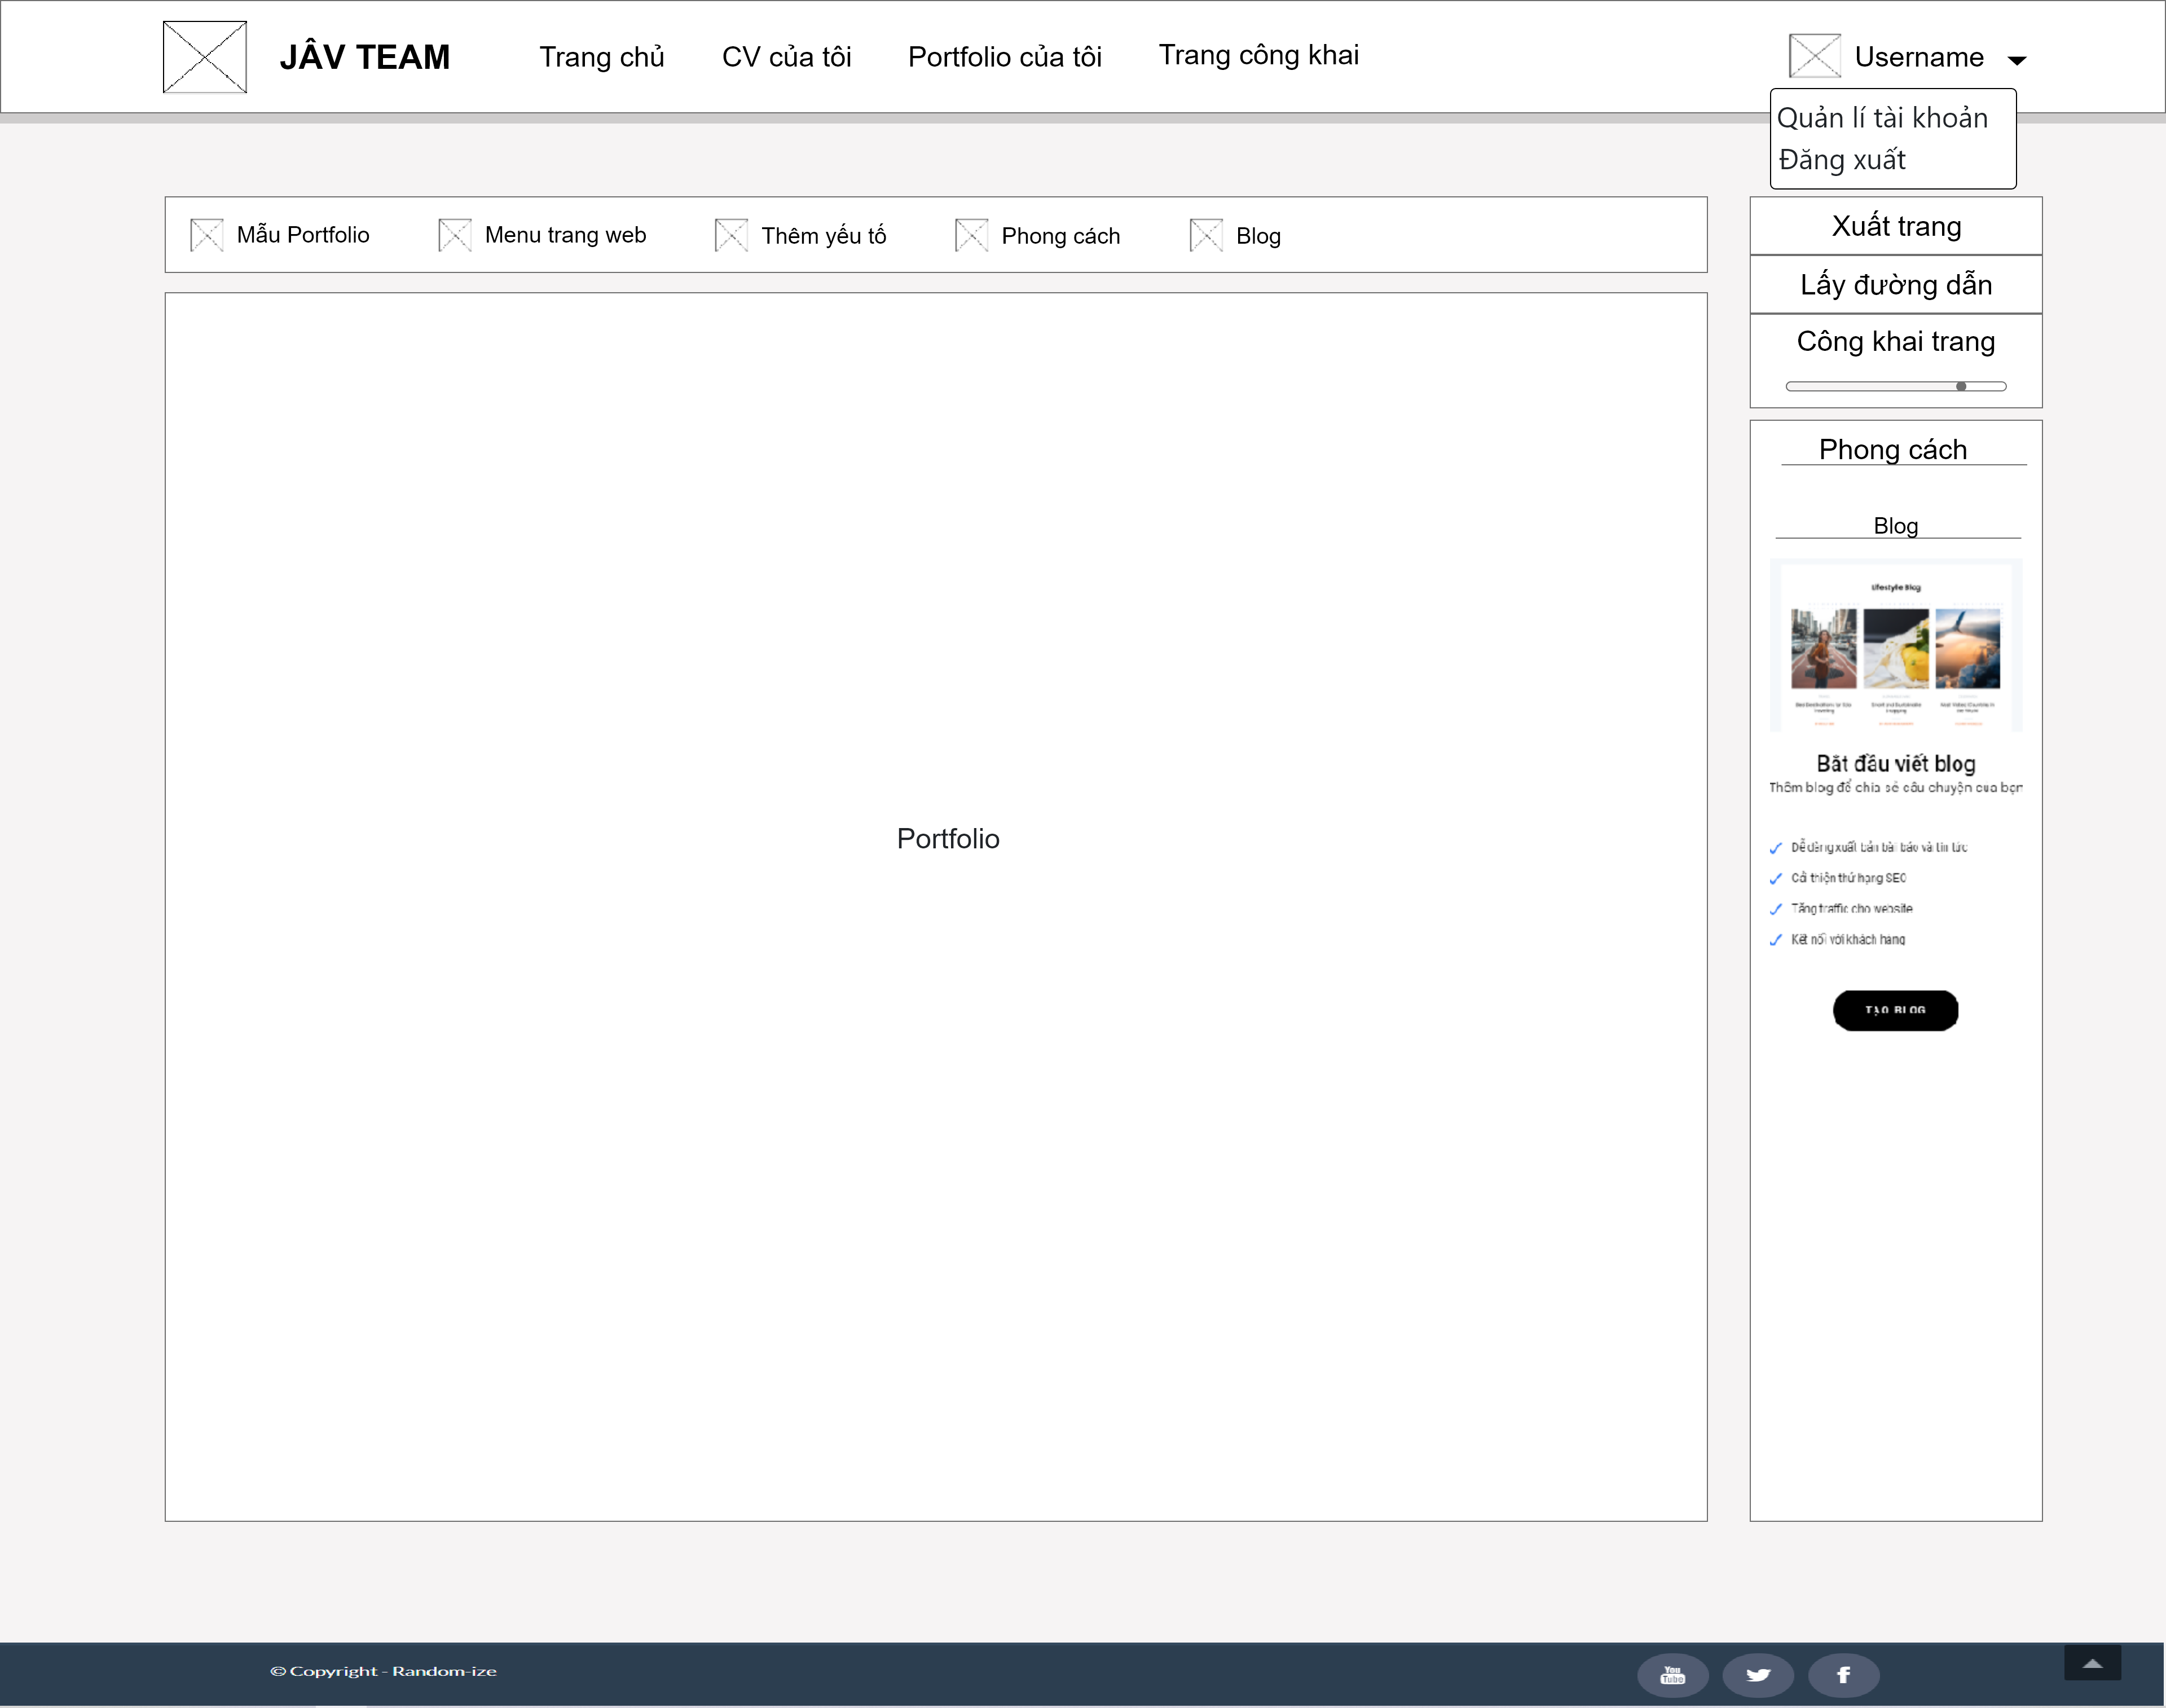 JÂV TEAM
Trang chủ
CV của tôi
Portfolio của tôi
Trang công khai
Username
Quản lí tài khoản
Đăng xuất
Mẫu Portfolio
Menu trang web
Thêm yếu tố
Phong cách
Blog
Xuất trang
Lấy đường dẫn
Công khai trang
Phong cách
Blog
Lifestyle Blog
Bắt đầu viết blog
Thêm blog để chia sẻ câu chuyện của bạn
Dễ dàng xuất bản bài báo và tin tức
Cải thiện thứ hạng SEO
Tăng traffic cho website
Kết nối với khách hàng
TẠO BLOG
Portfolio
© Copyright - Random-ize
You
Tube